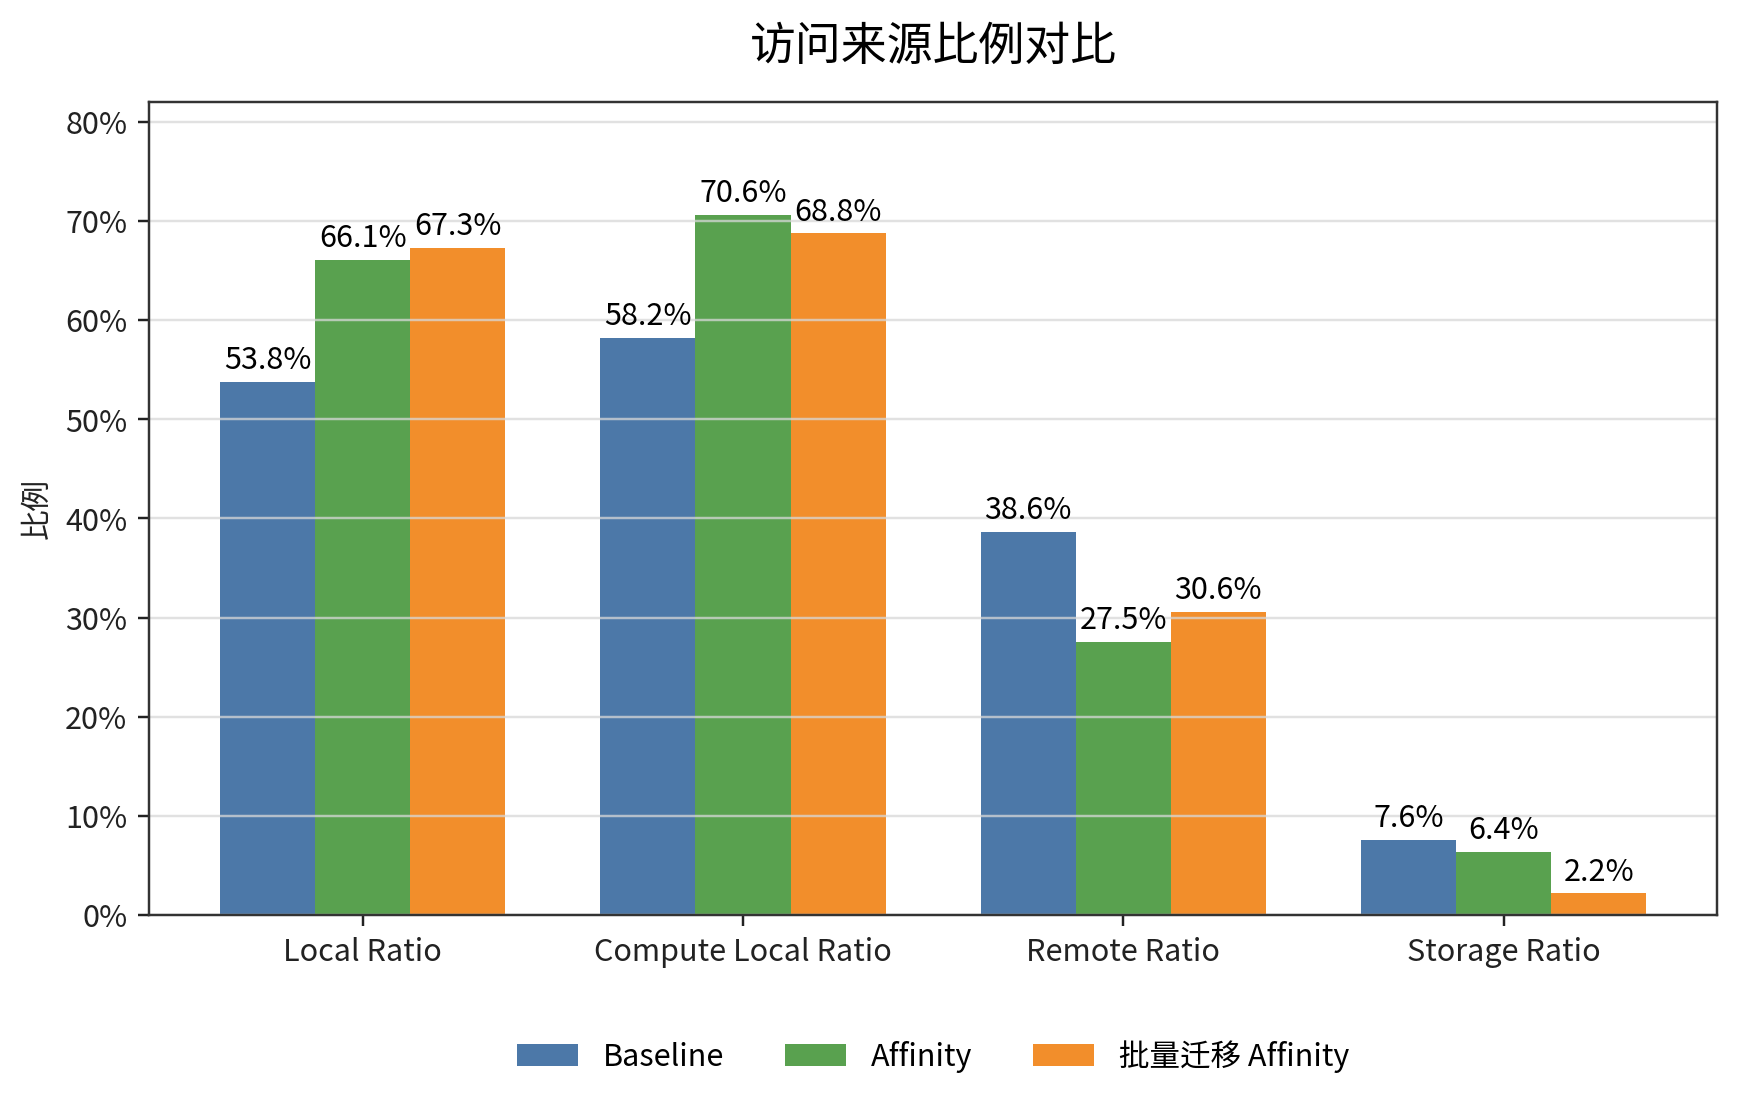 访问来源比例对比
80%
70%
60%
50%
40%
30%
20%
10%
0%
比例
53.8%
66.1%
67.3%
58.2%
70.6%
68.8%
38.6%
27.5%
30.6%
7.6%
6.4%
2.2%
Local Ratio
Compute Local Ratio
Remote Ratio
Storage Ratio
Baseline
Affinity
批量迁移 Affinity